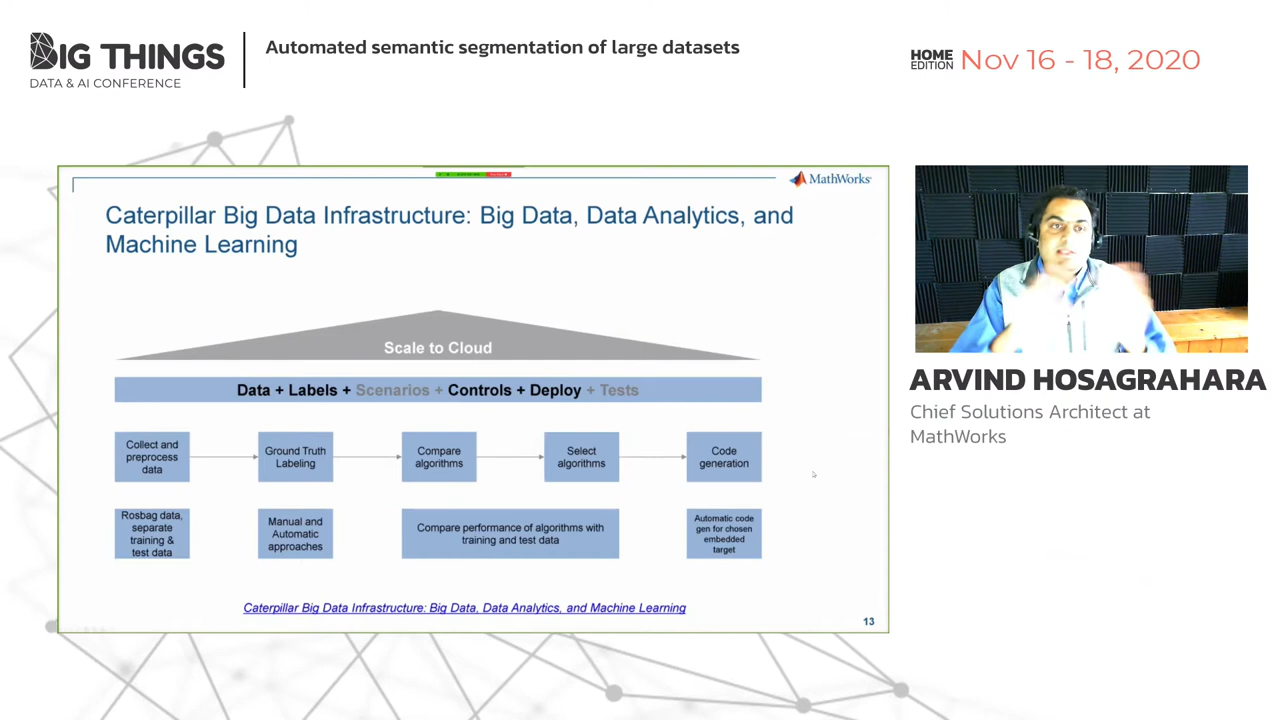 BIG THINGS
DATA & AI CONFERENCE
Automated semantic segmentation of large datasets
HOME
EDITION
Nov 16 - 18, 2020
MathWorks
Caterpillar Big Data Infrastructure: Big Data, Data Analytics, and
Machine Learning
Scale to Cloud
Data + Labels + Scenarios + Controls + Deploy + Tests
Collect and
preprocess
data
Ground Truth
Labeling
Compare
algorithms
Select
algorithms
Code
generation
Rosbag data,
separate
training &
test data
Manual and
Automatic
approaches
Compare performance of algorithms with
training and test data
Automatic code
gen for chosen
embedded
target
Caterpillar Big Data Infrastructure: Big Data, Data Analytics, and Machine Learning
13
ARVIND HOSAGRAHARA
Chief Solutions Architect at
MathWorks